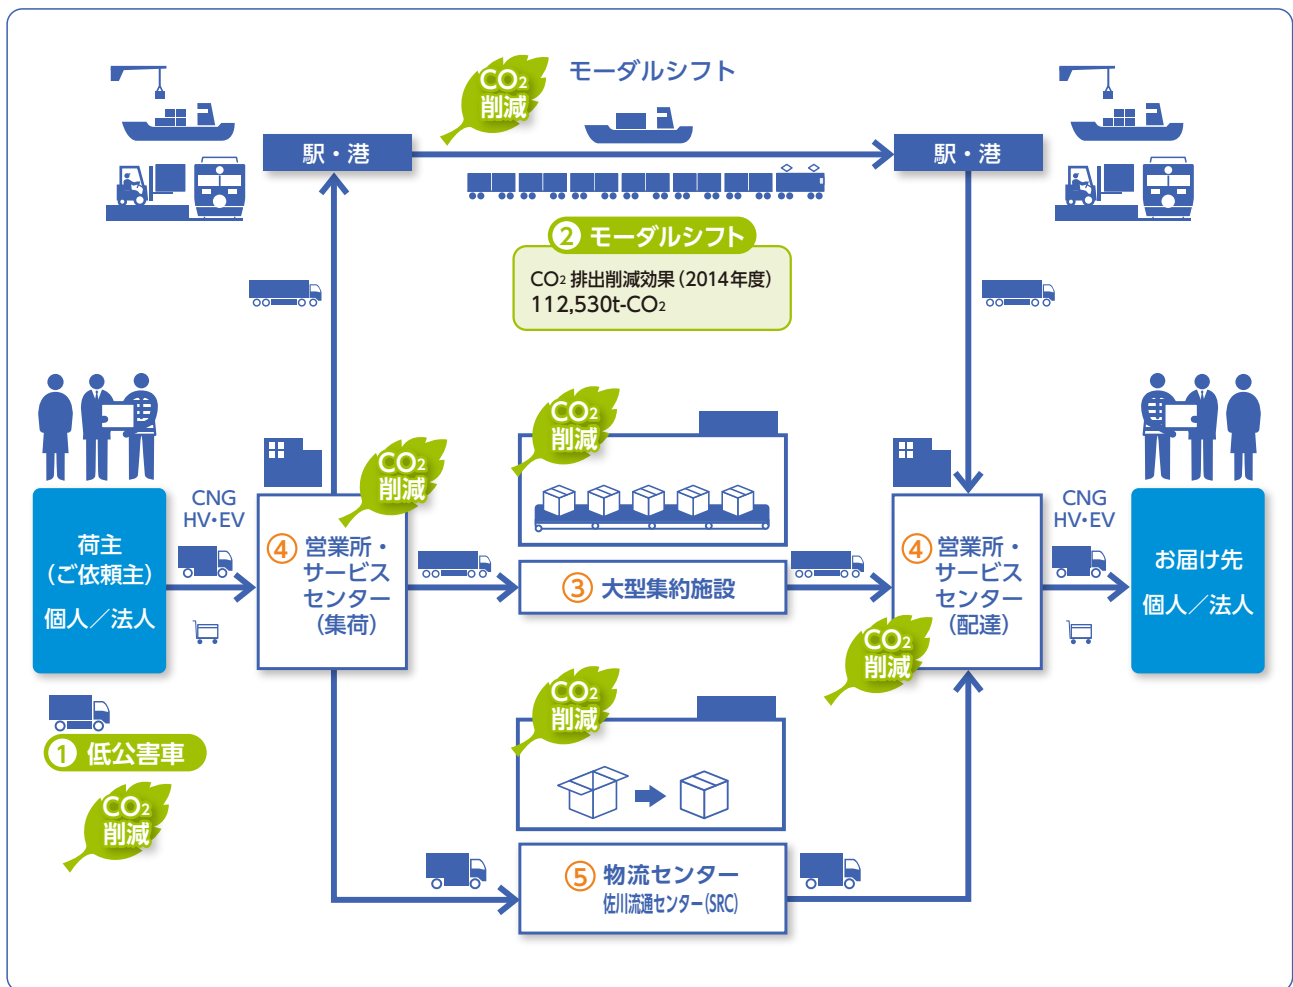 モーダルシフト
CO2
削減
駅・港
駅・港
② モーダルシフト
CO2 排出削減効果(2014年度)
112,530t-CO2
CO2
削減
CO2
削減
CNG
HV・EV
荷主
(ご依頼主)
個人／法人
④ 営業所・
サービス
センター
(集荷)
③ 大型集約施設
④ 営業所・
サービス
センター
(配達)
CNG
HV・EV
お届け先
個人／法人
CO2
削減
CO2
削減
① 低公害車
CO2
削減
⑤ 物流センター
佐川流通センター(SRC)